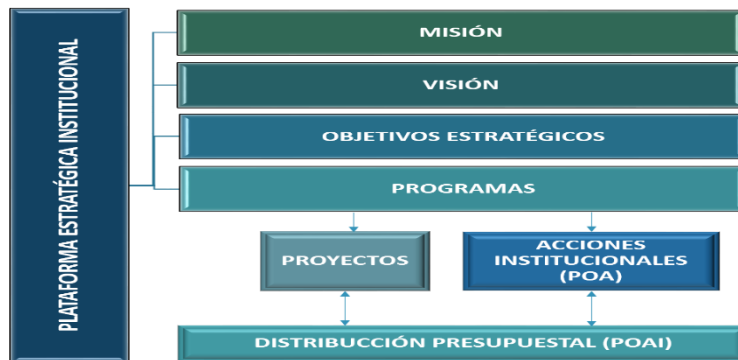 PLATAFORMA ESTRATÉGICA INSTITUCIONAL
MISIÓN
VISIÓN
OBJETIVOS ESTRATÉGICOS
PROGRAMAS
PROYECTOS
ACCIONES
INSTITUCIONALES
(POA)
DISTRIBUCCIÓN PRESUPUESTAL (POAI)